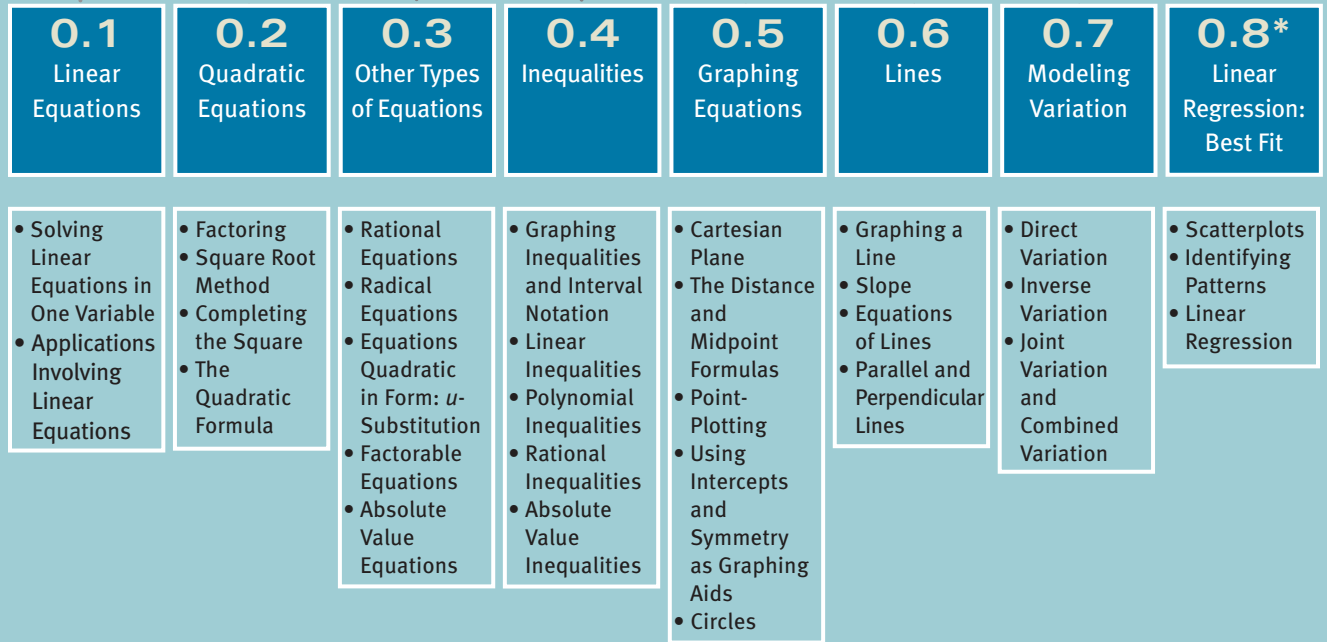 0.1
Linear
Equations
0.2
Quadratic
Equations
0.3
Other Types
of Equations
0.4
Inequalities
0.5
Graphing
Equations
0.6
Lines
0.7
Modeling
Variation
0.8*
Linear
Regression:
Best Fit
• Solving
Linear
Equations in
One Variable
• Applications
Involving
Linear
Equations
• Factoring
• Square Root
Method
• Completing
the Square
• The
Quadratic
Formula
• Rational
Equations
• Radical
Equations
• Equations
Quadratic
in Form: u-
Substitution
• Factorable
Equations
• Absolute
Value
Equations
• Graphing
Inequalities
and Interval
Notation
• Linear
Inequalities
• Polynomial
Inequalities
• Rational
Inequalities
• Absolute
Value
Inequalities
• Cartesian
Plane
• The Distance
and
Midpoint
Formulas
• Point-
Plotting
• Using
Intercepts
and
Symmetry
as Graphing
Aids
• Circles
• Graphing a
Line
• Slope
• Equations
of Lines
• Parallel and
Perpendicular
Lines
• Direct
Variation
• Inverse
Variation
• Joint
Variation
and
Combined
Variation
• Scatterplots
• Identifying
Patterns
• Linear
Regression